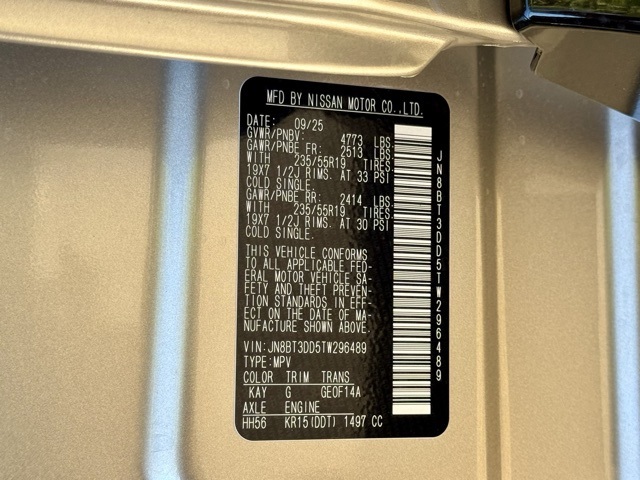 MFD BY NISSAN MOTOR CO.,LTD.
DATE: 09/25
GVWR/PNBV: 4773 LBS.
GAWR/PNBE FR: 2513 LBS.
WITH 235/55R19 TIRES.
19X7 1/2J RIMS. AT 33 PSI
COLD SINGLE.
GAWR/PNBE RR: 2414 LBS.
WITH 235/55R19 TIRES.
19X7 1/2J RIMS. AT 30 PSI
COLD SINGLE.
THIS VEHICLE CONFORMS
TO ALL APPLICABLE FED-
ERAL MOTOR VEHICLE SA-
FETY AND THEFT PREVEN-
TION STANDARDS IN EFF-
ECT ON THE DATE OF MA-
NUFACTURE SHOWN ABOVE.
VIN:JN8BT3DD5TW296489
TYPE:MPV
COLOR TRIM TRANS
KAY G GE0F14A
AXLE ENGINE
HH56 KR15(DDT) 1497 CC
JN8BT3DD5TW296489